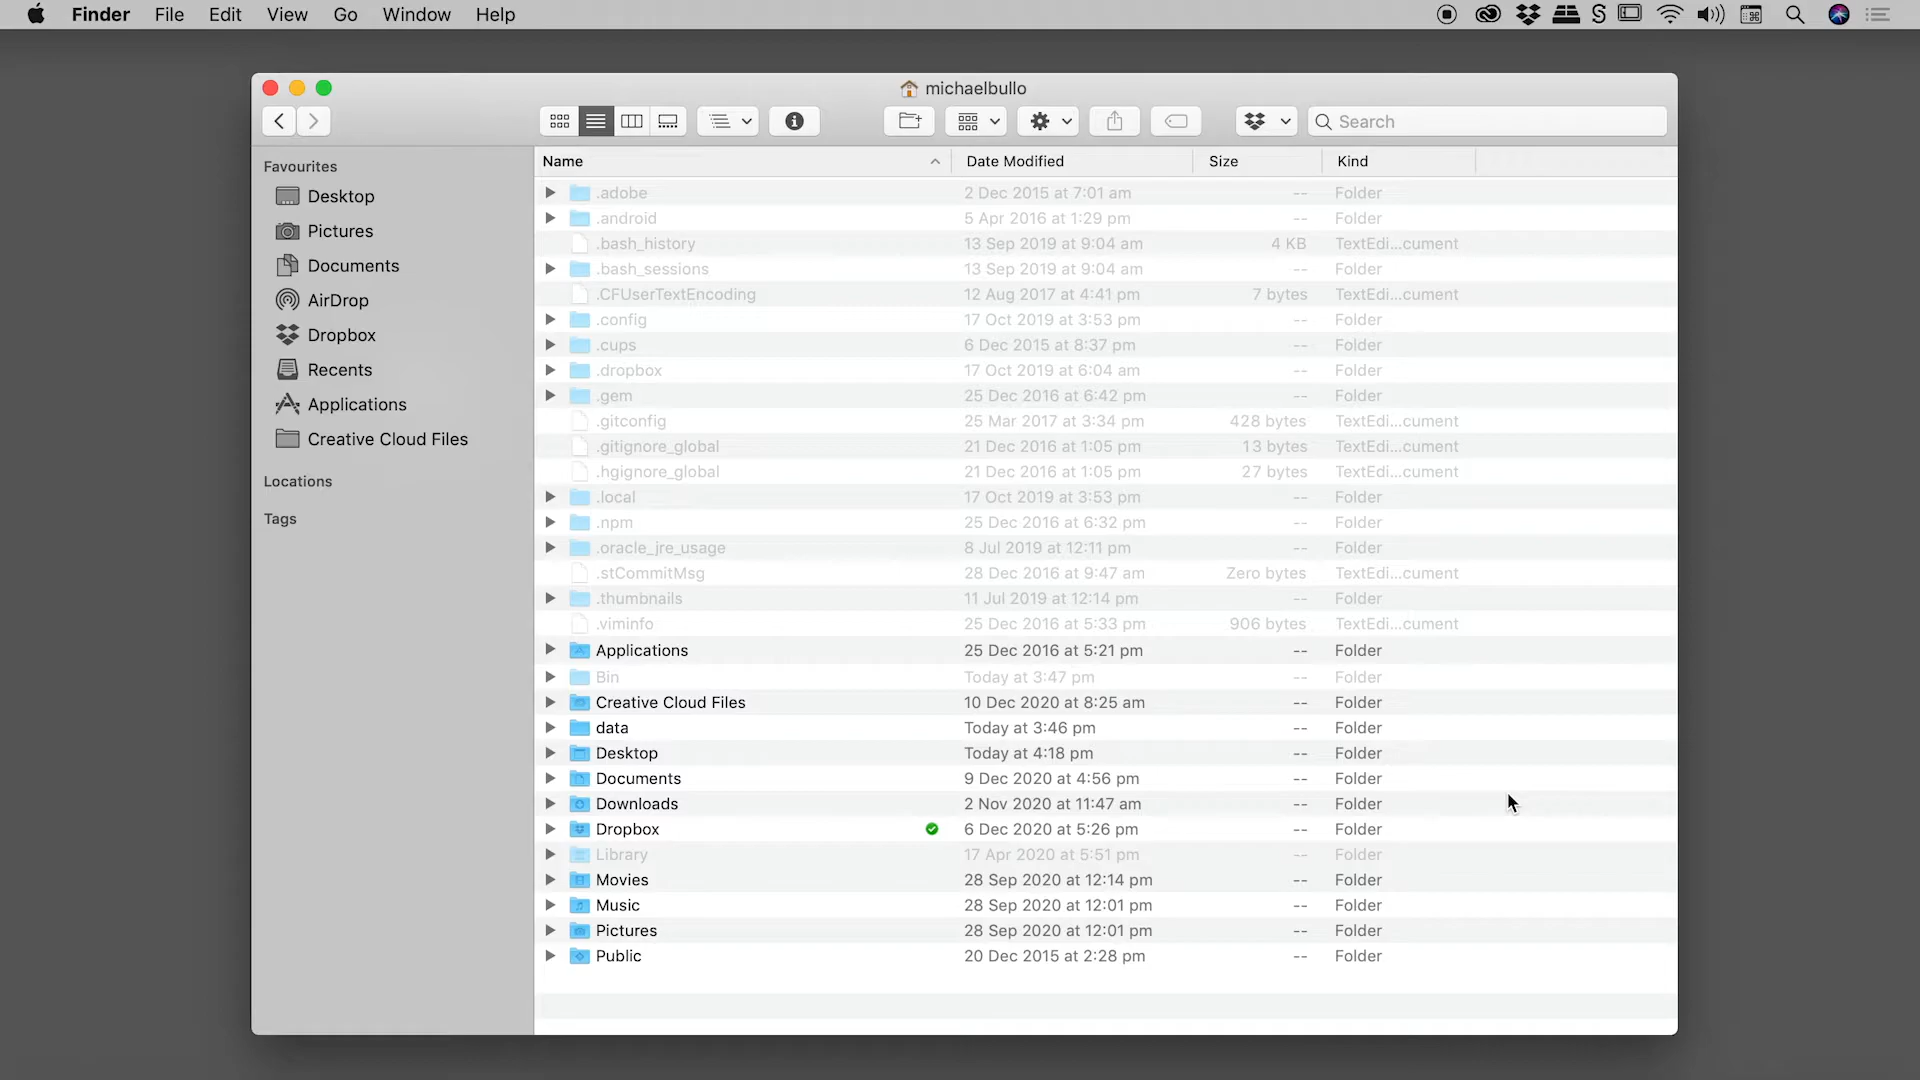 Finder File Edit View Go Window Help
michaelbullo
Search
Favourites
Desktop
Pictures
Documents
AirDrop
Dropbox
Recents
Applications
Creative Cloud Files
Locations
Tags
Name Date Modified Size Kind
.adobe 2 Dec 2015 at 7:01 am -- Folder
.android 5 Apr 2016 at 1:29 pm -- Folder
.bash_history 13 Sep 2019 at 9:04 am 4 KB TextEdi...cument
.bash_sessions 13 Sep 2019 at 9:04 am -- Folder
.CFUserTextEncoding 12 Aug 2017 at 4:41 pm 7 bytes TextEdi...cument
.config 17 Oct 2019 at 3:53 pm -- Folder
.cups 6 Dec 2015 at 8:37 pm -- Folder
.dropbox 17 Oct 2019 at 6:04 am -- Folder
.gem 25 Dec 2016 at 6:42 pm -- Folder
.gitconfig 25 Mar 2017 at 3:34 pm 428 bytes TextEdi...cument
.gitignore_global 21 Dec 2016 at 1:05 pm 13 bytes TextEdi...cument
.hgignore_global 21 Dec 2016 at 1:05 pm 27 bytes TextEdi...cument
.local 17 Oct 2019 at 3:53 pm -- Folder
.npm 25 Dec 2016 at 6:32 pm -- Folder
.oracle_jre_usage 8 Jul 2019 at 12:11 pm -- Folder
.stCommitMsg 28 Dec 2016 at 9:47 am Zero bytes TextEdi...cument
.thumbnails 11 Jul 2019 at 12:14 pm -- Folder
.viminfo 25 Dec 2016 at 5:33 pm 906 bytes TextEdi...cument
Applications 25 Dec 2016 at 5:21 pm -- Folder
Bin Today at 3:47 pm -- Folder
Creative Cloud Files 10 Dec 2020 at 8:25 am -- Folder
data Today at 3:46 pm -- Folder
Desktop Today at 4:18 pm -- Folder
Documents 9 Dec 2020 at 4:56 pm -- Folder
Downloads 2 Nov 2020 at 11:47 am -- Folder
Dropbox 6 Dec 2020 at 5:26 pm -- Folder
Library 17 Apr 2020 at 5:51 pm -- Folder
Movies 28 Sep 2020 at 12:14 pm -- Folder
Music 28 Sep 2020 at 12:01 pm -- Folder
Pictures 28 Sep 2020 at 12:01 pm -- Folder
Public 20 Dec 2015 at 2:28 pm -- Folder